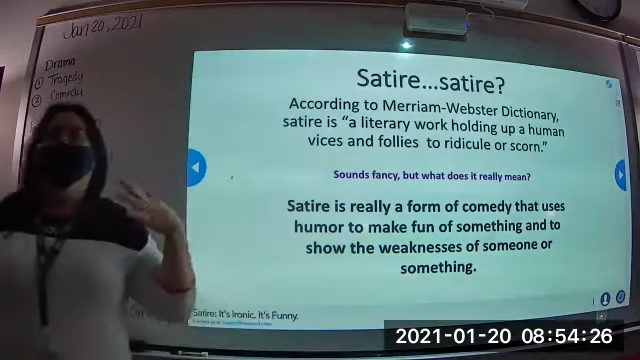 Jan 20, 2021
Drama
① Tragedy
② Comedy
Satire...satire?
According to Merriam-Webster Dictionary,
satire is “a literary work holding up a human
vices and follies to ridicule or scorn.”
Sounds fancy, but what does it really mean?
Satire is really a form of comedy that uses
humor to make fun of something and to
show the weaknesses of someone or
something.
Satire: It's Ironic. It's Funny.
2021-01-20 08:54:26